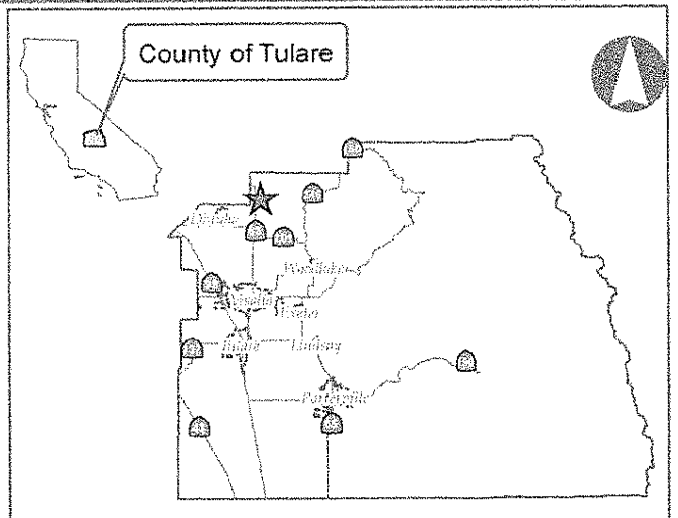 County of Tulare
Dinuba
Woodlake
Visalia
Exeter
Tulare
Lindsay
Porterville